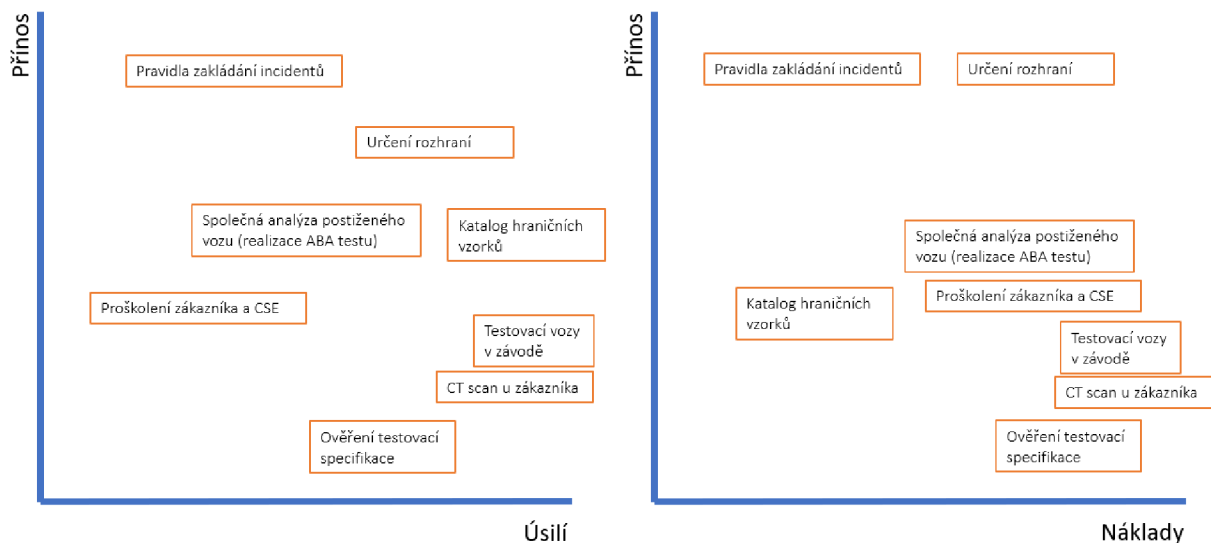 Přínos
Pravidla zakládání incidentů
Určení rozhraní
Společná analýza postiženého
vozu (realizace ABA testu)
Katalog hraničních
vzorků
Proškolení zákazníka a CSE
Testovací vozy
v závodě
CT scan u zákazníka
Ověření testovací
specifikace
Úsilí
Přínos
Pravidla zakládání incidentů
Určení rozhraní
Společná analýza postiženého
vozu (realizace ABA testu)
Proškolení zákazníka a CSE
Katalog hraničních
vzorků
Testovací vozy
v závodě
CT scan u zákazníka
Ověření testovací
specifikace
Náklady